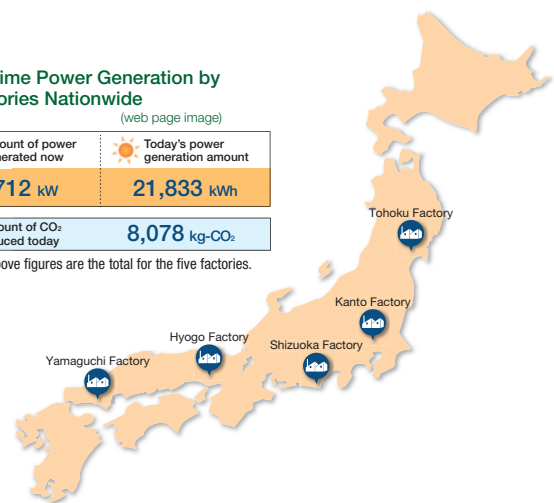 ime Power Generation by
ories Nationwide
(web page image)
ount of power
erated now
Today's power
generation amount
712 kW
21,833 kWh
ount of CO₂
uced today
8,078 kg-CO₂
ove figures are the total for the five factories.
Tohoku Factory
Kanto Factory
Hyogo Factory
Shizuoka Factory
Yamaguchi Factory